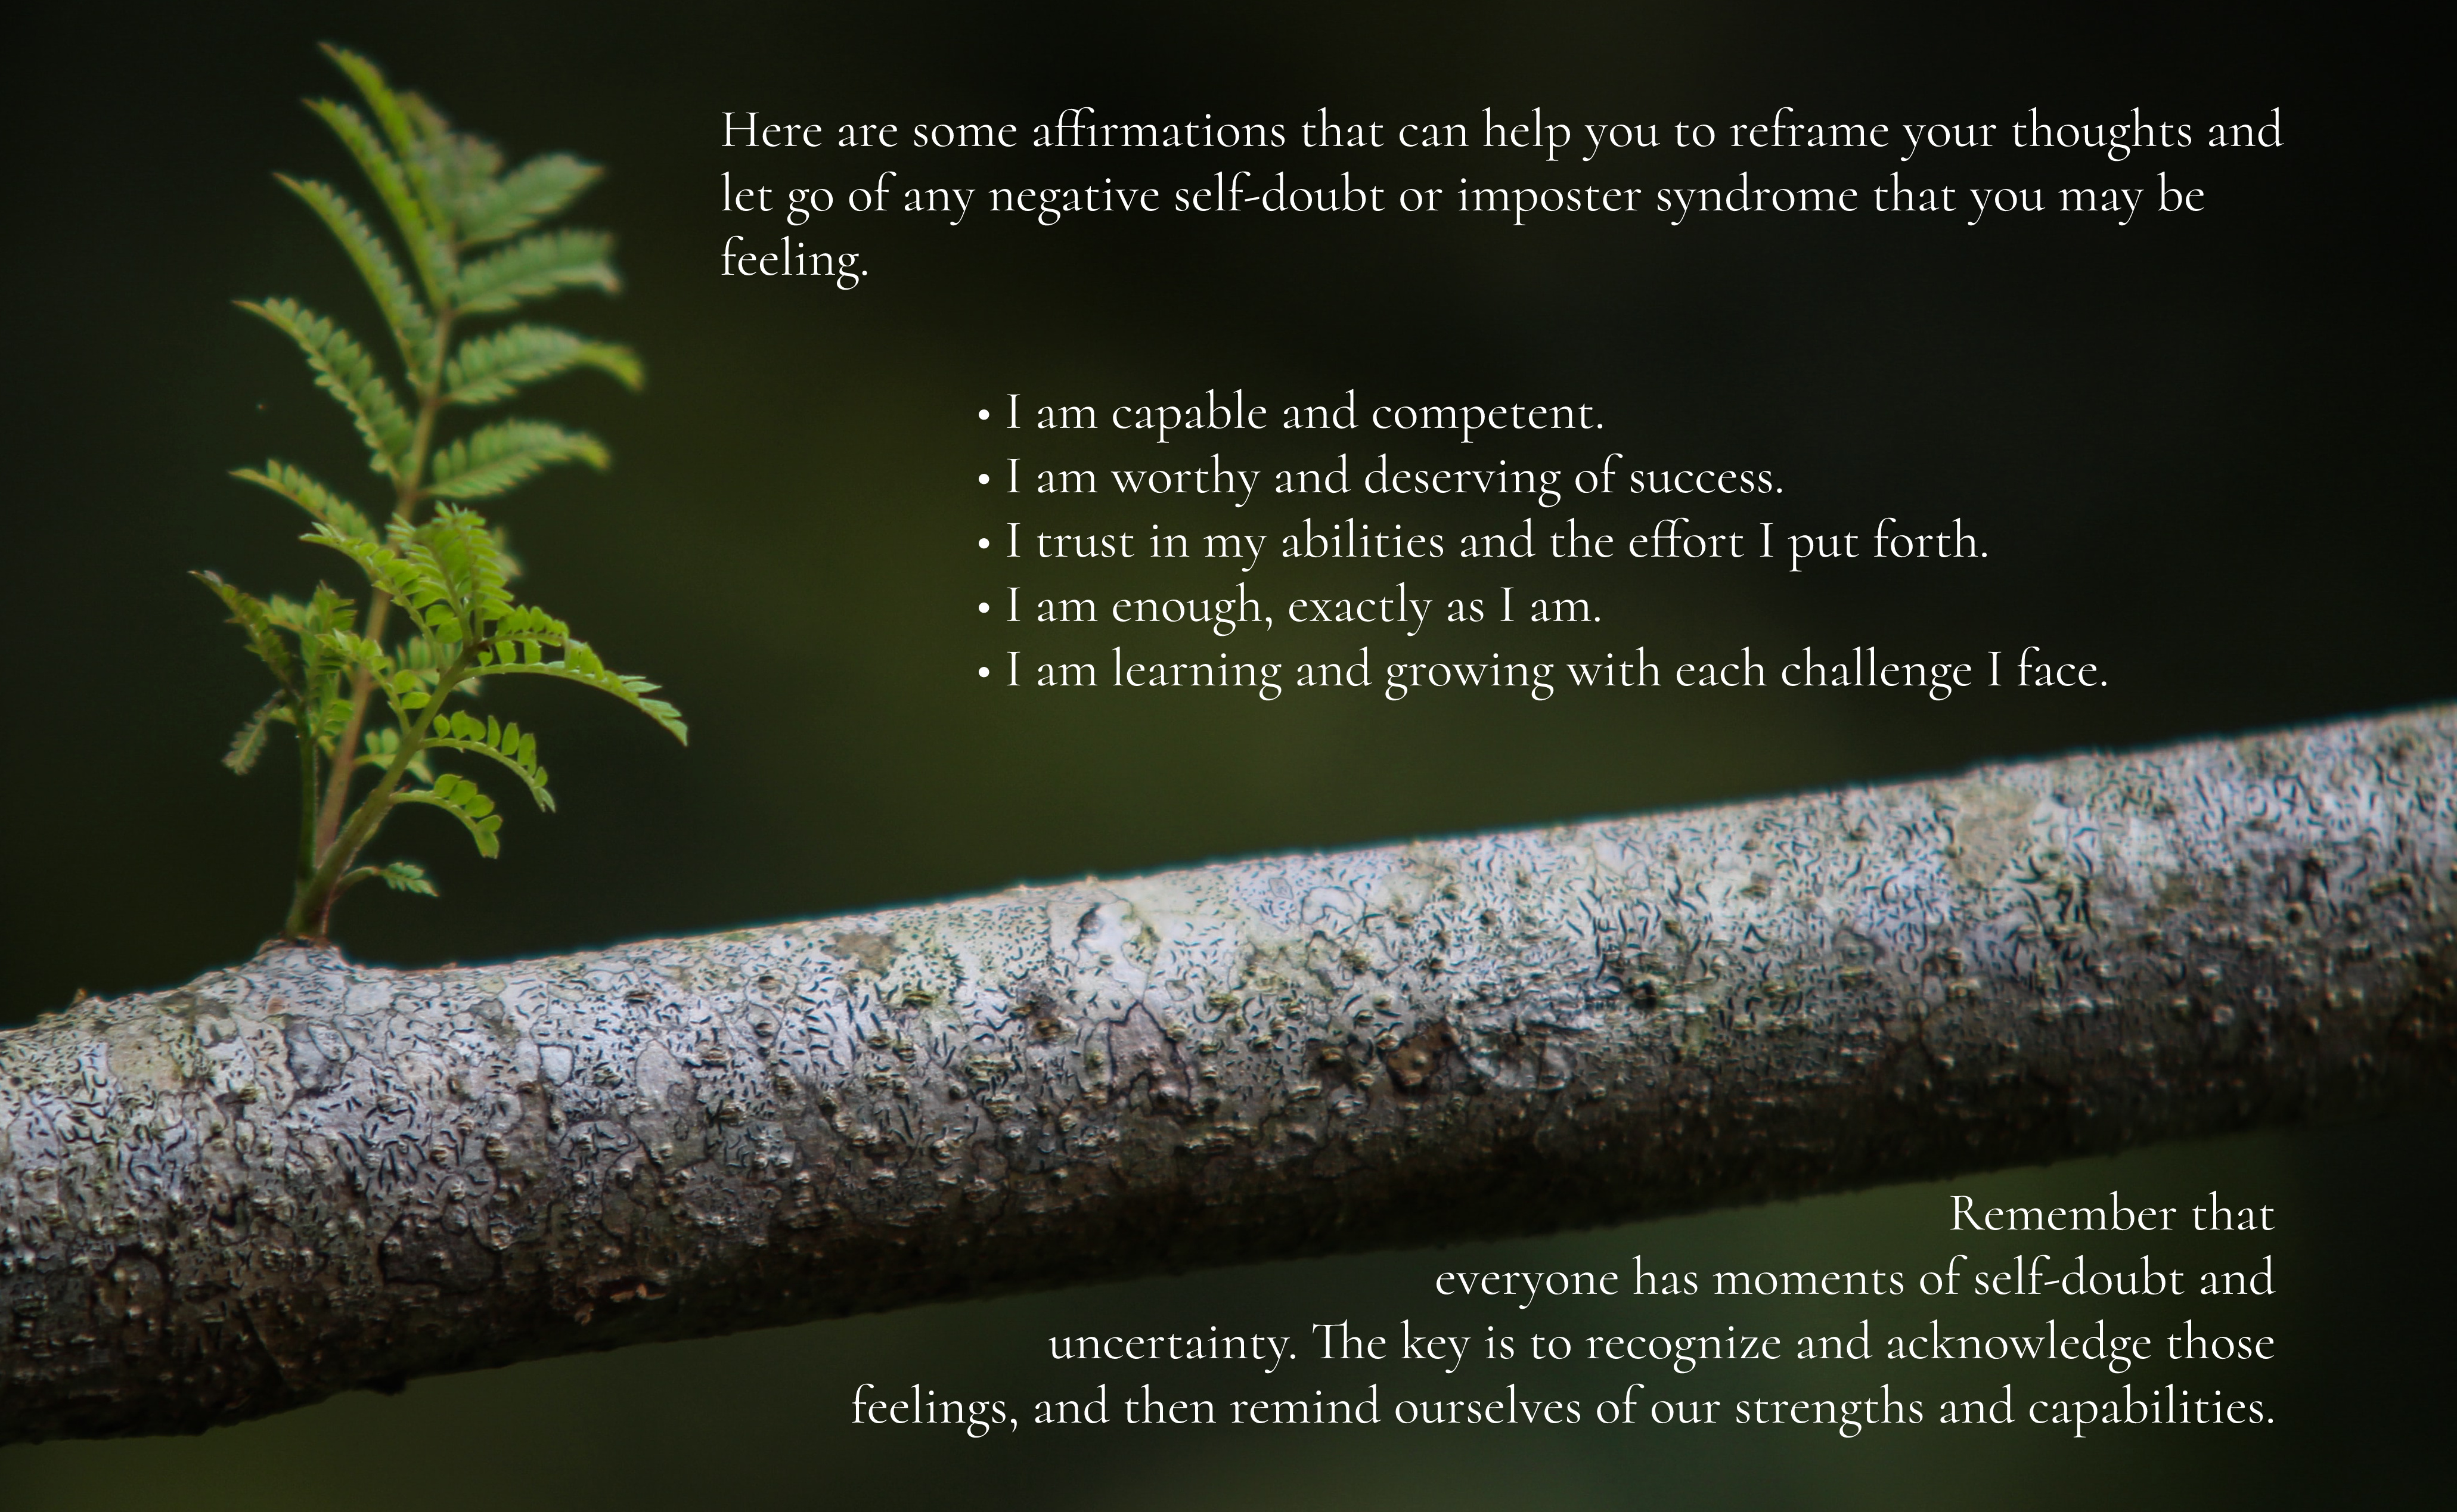 Here are some affirmations that can help you to reframe your thoughts and
let go of any negative self-doubt or imposter syndrome that you may be
feeling.
• I am capable and competent.
• I am worthy and deserving of success.
• I trust in my abilities and the effort I put forth.
• I am enough, exactly as I am.
• I am learning and growing with each challenge I face.
Remember that
everyone has moments of self-doubt and
uncertainty. The key is to recognize and acknowledge those
feelings, and then remind ourselves of our strengths and capabilities.